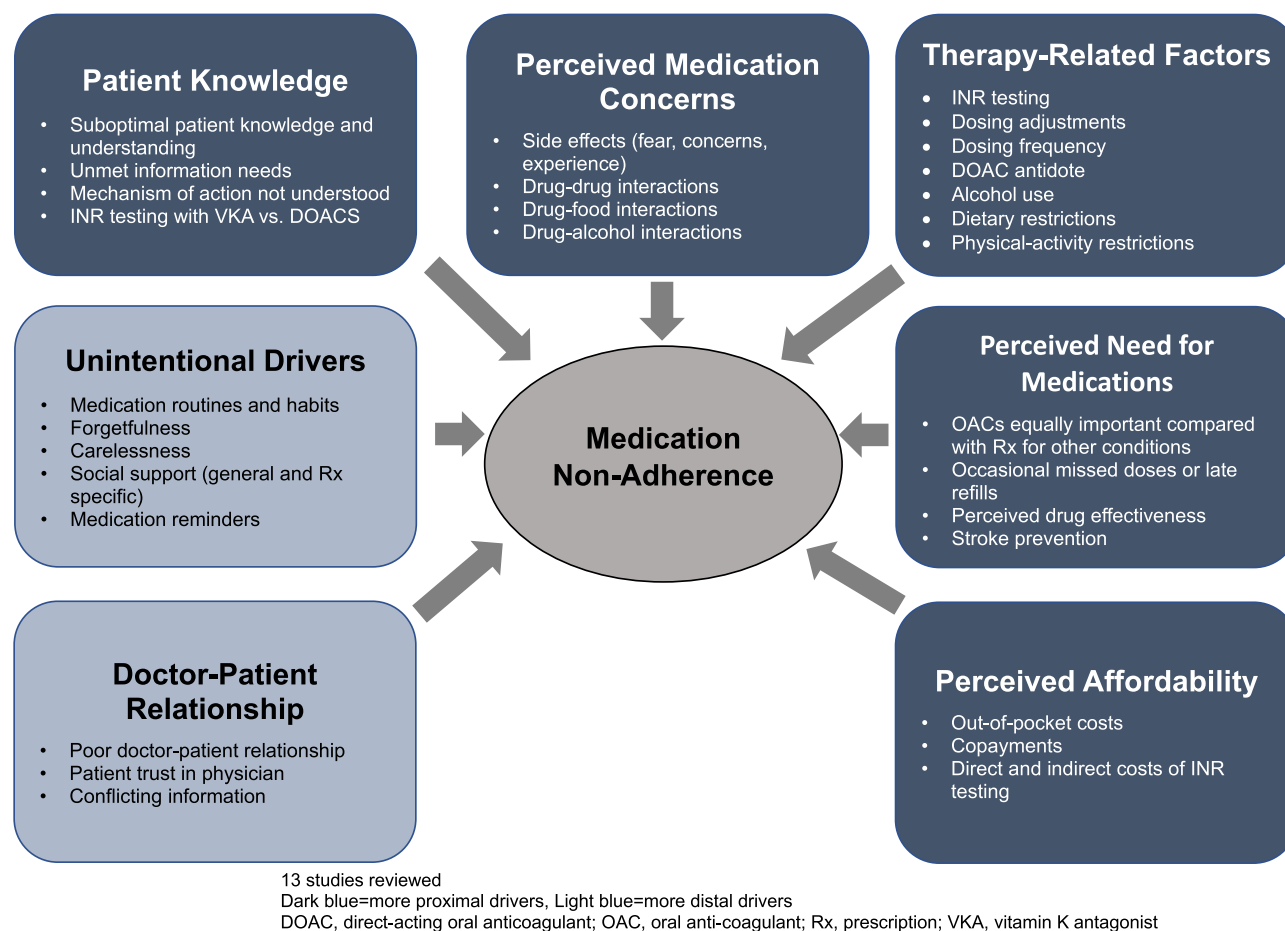 Patient Knowledge
• Suboptimal patient knowledge and
understanding
• Unmet information needs
• Mechanism of action not understood
• INR testing with VKA vs. DOACS
Perceived Medication
Concerns
• Side effects (fear, concerns,
experience)
• Drug-drug interactions
• Drug-food interactions
• Drug-alcohol interactions
Therapy-Related Factors
• INR testing
• Dosing adjustments
• Dosing frequency
• DOAC antidote
• Alcohol use
• Dietary restrictions
• Physical-activity restrictions
Unintentional Drivers
• Medication routines and habits
• Forgetfulness
• Carelessness
• Social support (general and Rx
specific)
• Medication reminders
Medication
Non-Adherence
Perceived Need for
Medications
• OACs equally important compared
with Rx for other conditions
• Occasional missed doses or late
refills
• Perceived drug effectiveness
• Stroke prevention
Doctor-Patient
Relationship
• Poor doctor-patient relationship
• Patient trust in physician
• Conflicting information
Perceived Affordability
• Out-of-pocket costs
• Copayments
• Direct and indirect costs of INR
testing
13 studies reviewed
Dark blue=more proximal drivers, Light blue=more distal drivers
DOAC, direct-acting oral anticoagulant; OAC, oral anti-coagulant; Rx, prescription; VKA, vitamin K antagonist